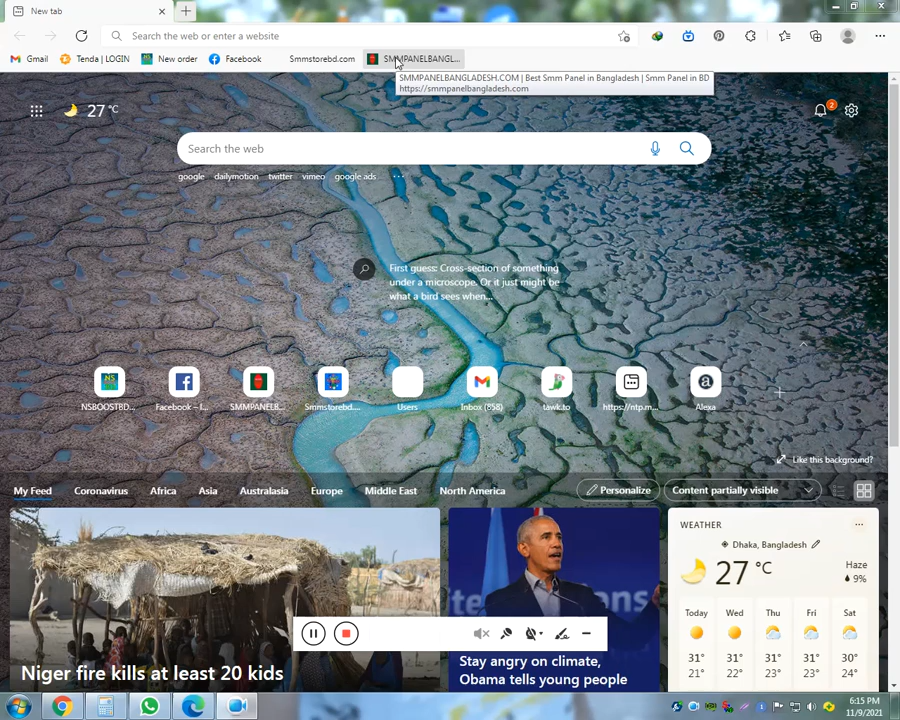 New tab
Search the web or enter a website
Gmail
Tenda | LOGIN
New order
Facebook
Smmstorebd.com
SMMPANELBANGL...
SMMPANELBANGLADESH.COM | Best Smm Panel in Bangladesh | Smm Panel in BD
https://smmpanelbangladesh.com
27 °C
2
Search the web
google
dailymotion
twitter
vimeo
google ads
First guess: Cross-section of something
under a microscope. Or it just might be
what a bird sees when...
NS
NSBOOSTBD...
Facebook – l...
SMMPANELB...
Smmstorebd....
Users
Inbox (858)
tawk.to
https://ntp.m...
a
Alexa
Like this background?
My Feed
Coronavirus
Africa
Asia
Australasia
Europe
Middle East
North America
Personalize
Content partially visible
Niger fire kills at least 20 kids
Stay angry on climate,
Obama tells young people
WEATHER
Dhaka, Bangladesh
27 °C
Haze
9%
Today
Wed
Thu
Fri
Sat
31°
31°
31°
31°
30°
21°
22°
22°
23°
24°
6:15 PM
11/9/2021